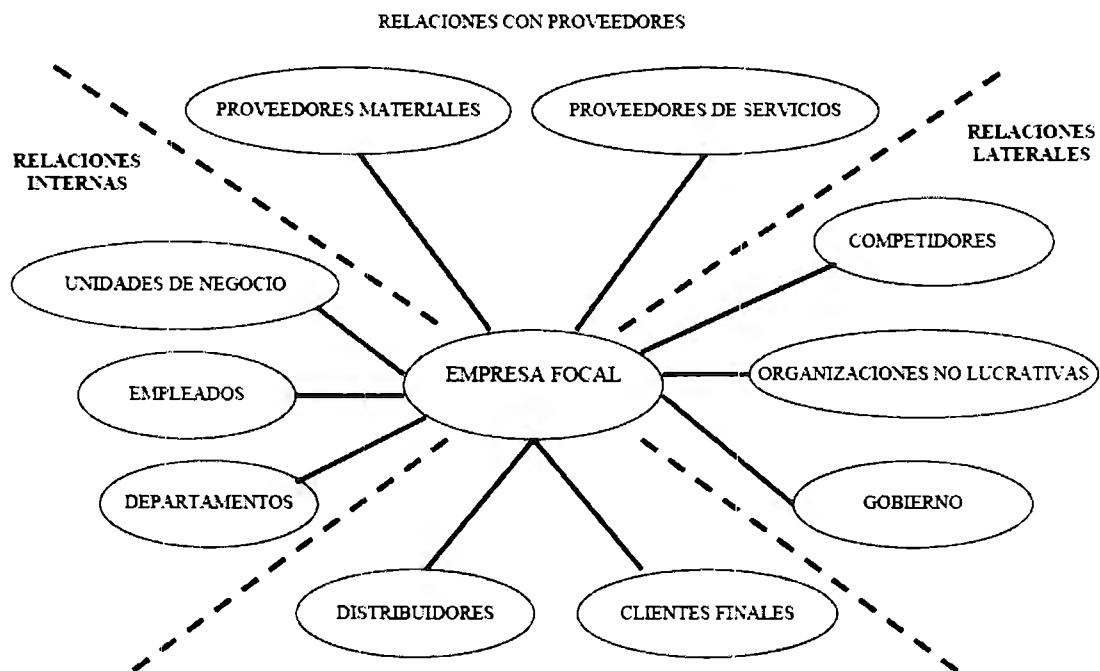 RELACIONES CON PROVEEDORES
PROVEEDORES MATERIALES
PROVEEDORES DE SERVICIOS
RELACIONES
INTERNAS
RELACIONES
LATERALES
COMPETIDORES
UNIDADES DE NEGOCIO
EMPRESA FOCAL
ORGANIZACIONES NO LUCRATIVAS
EMPLEADOS
DEPARTAMENTOS
GOBIERNO
DISTRIBUIDORES
CLIENTES FINALES